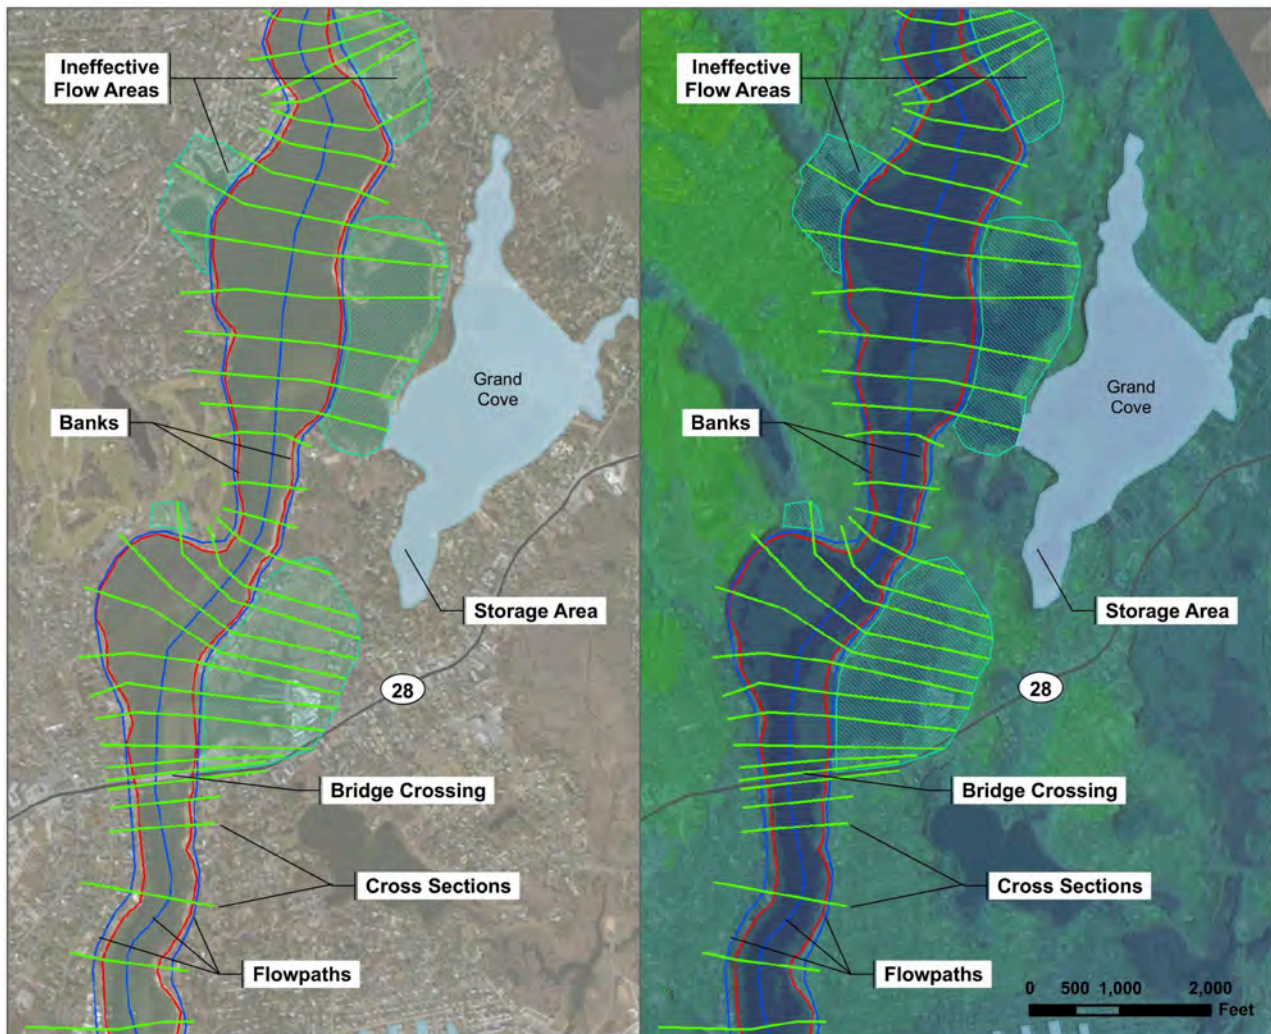 Ineffective
Flow Areas
Grand
Cove
Banks
Storage Area
28
Bridge Crossing
Cross Sections
Flowpaths
Ineffective
Flow Areas
Grand
Cove
Banks
Storage Area
28
Bridge Crossing
Cross Sections
Flowpaths
0 500 1,000 2,000
Feet